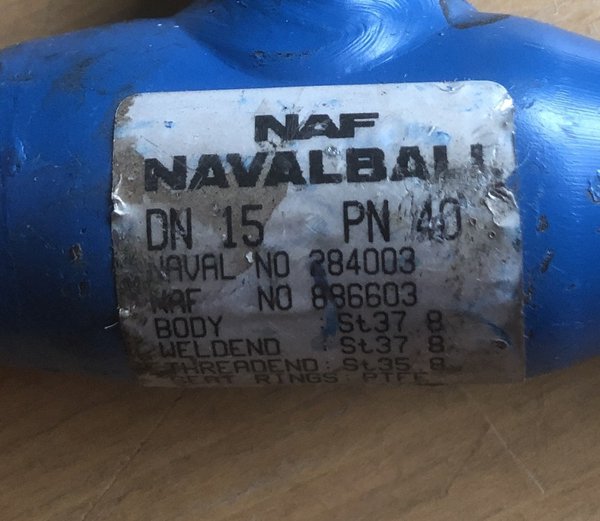 NAF
NAVALBALL
DN 15 PN 40
NAVAL NO 284003
NAF NO 886603
BODY : St37 8
WELDEND : St37 8
THREADEND: St35 8
SEAT RINGS: PTFE